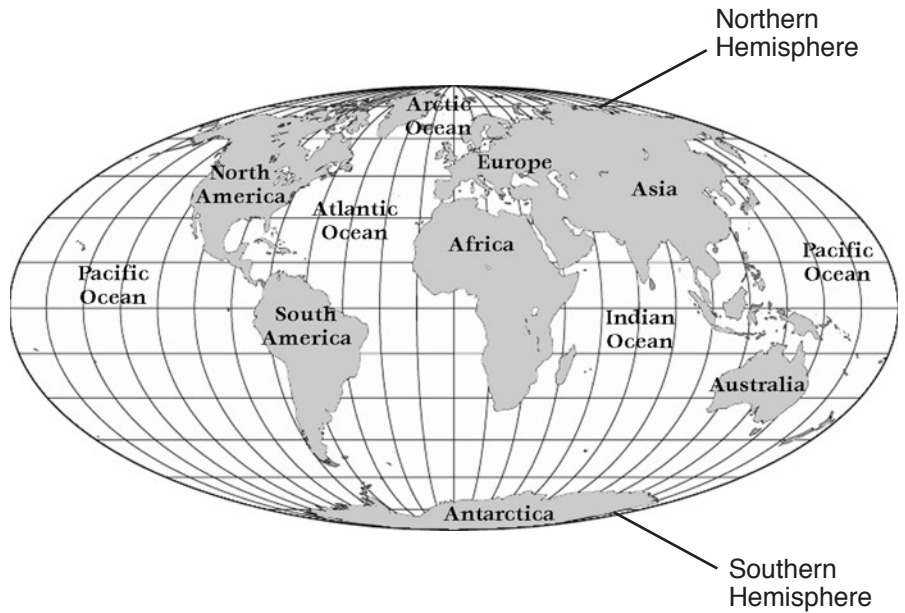 Northern
Hemisphere
Arctic
Ocean
North
America
Europe
Asia
Atlantic
Ocean
Africa
Pacific
Ocean
Pacific
Ocean
South
America
Indian
Ocean
Australia
Antarctica
Southern
Hemisphere